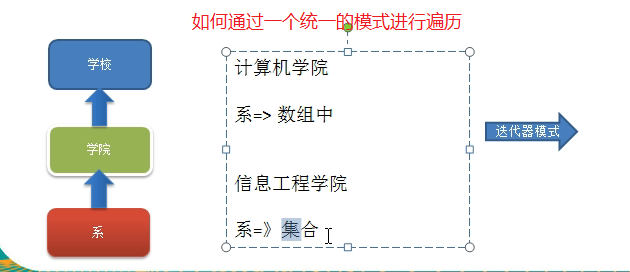 如何通过一个统一的模式进行遍历
学校
学院
系
计算机学院
系=> 数组中
信息工程学院
系=》集合
迭代器模式